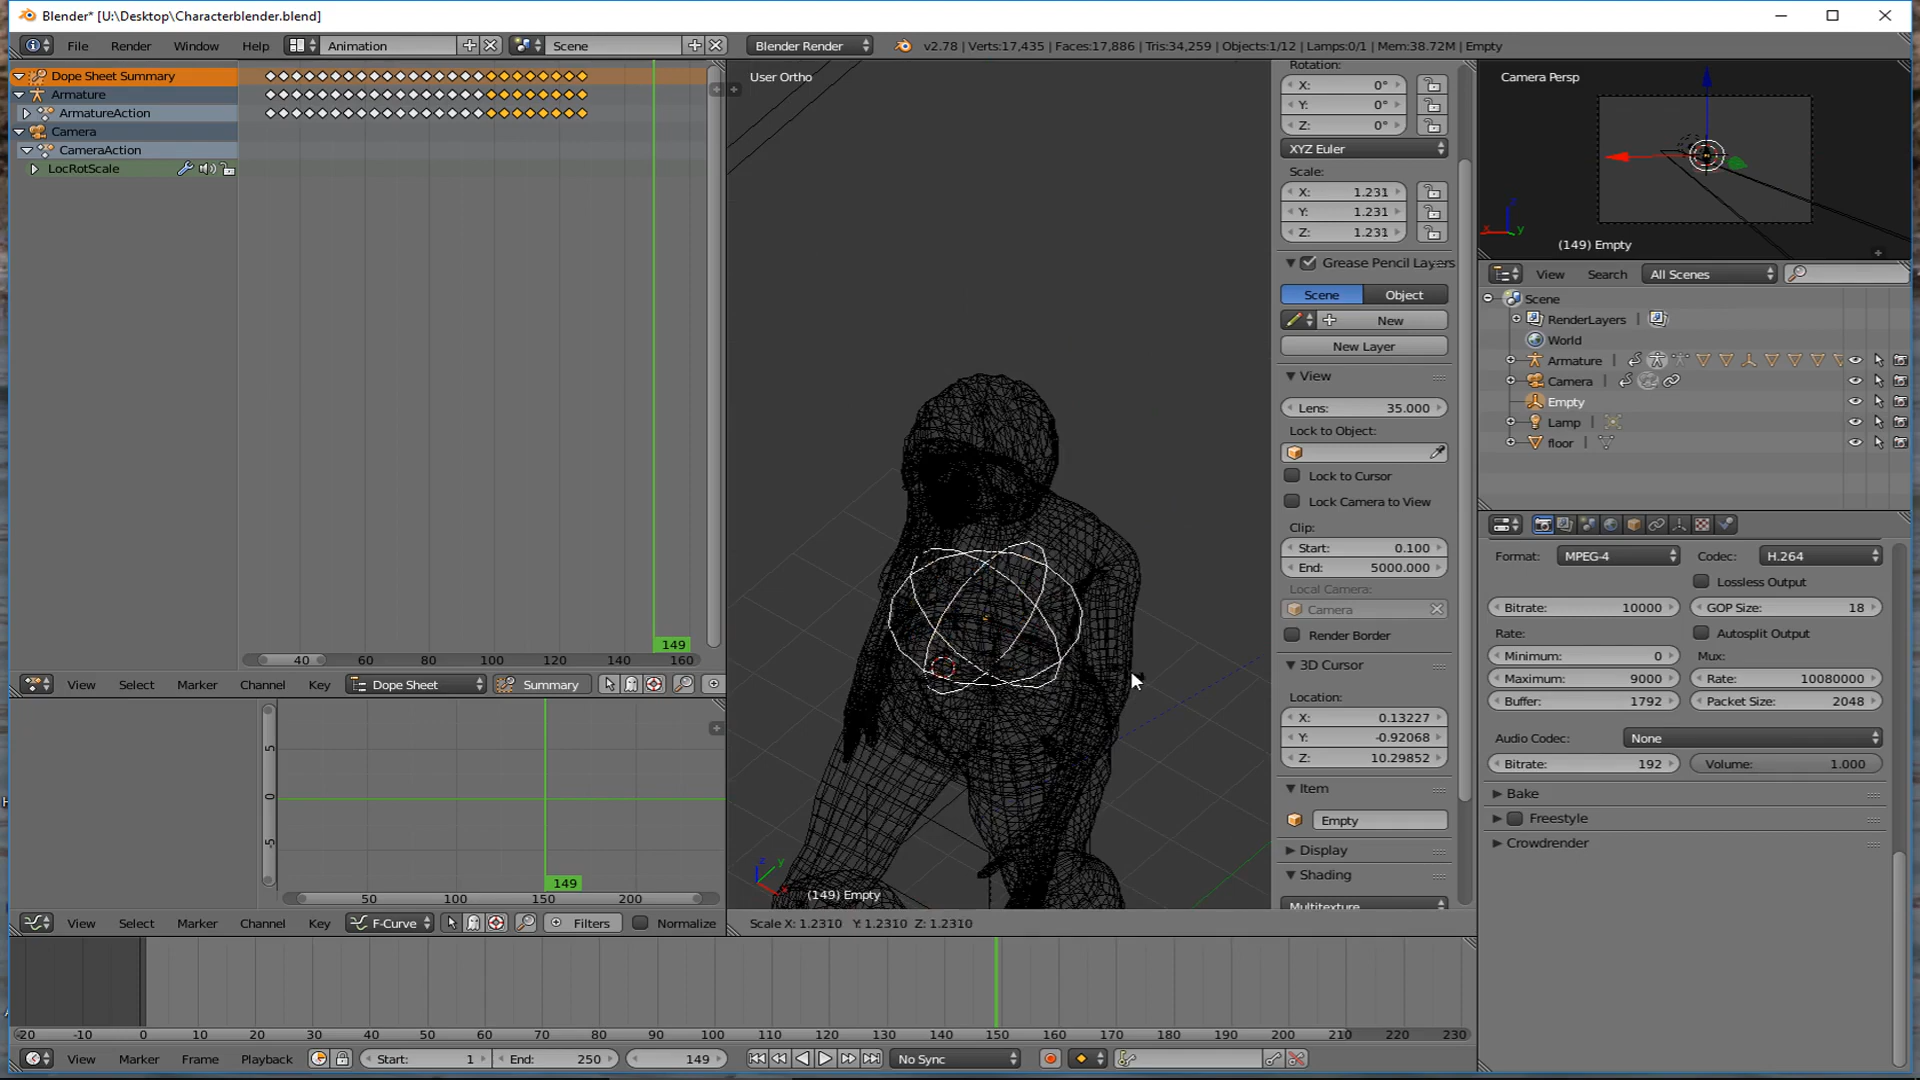 Blender* [U:\Desktop\Characterblender.blend]
File Render Window Help Animation Scene Blender Render v2.78 | Verts:17,435 | Faces:17,886 | Tris:34,259 | Objects:1/12 | Lamps:0/1 | Mem:38.72M | Empty
Dope Sheet Summary
Armature
ArmatureAction
Camera
CameraAction
LocRotScale
149
40 60 80 100 120 140 160
View Select Marker Channel Key Dope Sheet Summary
5
0
-5
149
50 100 150 200
View Select Marker Channel Key F-Curve Filters Normalize
User Ortho
z y
(149) Empty
Scale X: 1.2310 Y: 1.2310 Z: 1.2310
Rotation:
X: 0°
Y: 0°
Z: 0°
XYZ Euler
Scale:
X: 1.231
Y: 1.231
Z: 1.231
Grease Pencil Layers
Scene Object
New
New Layer
View
Lens: 35.000
Lock to Object:
Lock to Cursor
Lock Camera to View
Clip:
Start: 0.100
End: 5000.000
Local Camera:
Camera
Render Border
3D Cursor
Location:
X: 0.13227
Y: -0.92068
Z: 10.29852
Item
Empty
Display
Shading
Multitexture
Camera Persp
x y
(149) Empty
View Search All Scenes
Scene
RenderLayers |
World
Armature
Camera
Empty
Lamp
floor
Format: MPEG-4 Codec: H.264
Lossless Output
Bitrate: 10000 GOP Size: 18
Rate: Autosplit Output
Minimum: 0 Mux:
Maximum: 9000 Rate: 10080000
Buffer: 1792 Packet Size: 2048
Audio Codec: None
Bitrate: 192 Volume: 1.000
Bake
Freestyle
Crowdrender
-20 -10 0 10 20 30 40 50 60 70 80 90 100 110 120 130 140 150 160 170 180 190 200 210 220 230
View Marker Frame Playback Start: 1 End: 250 149 No Sync